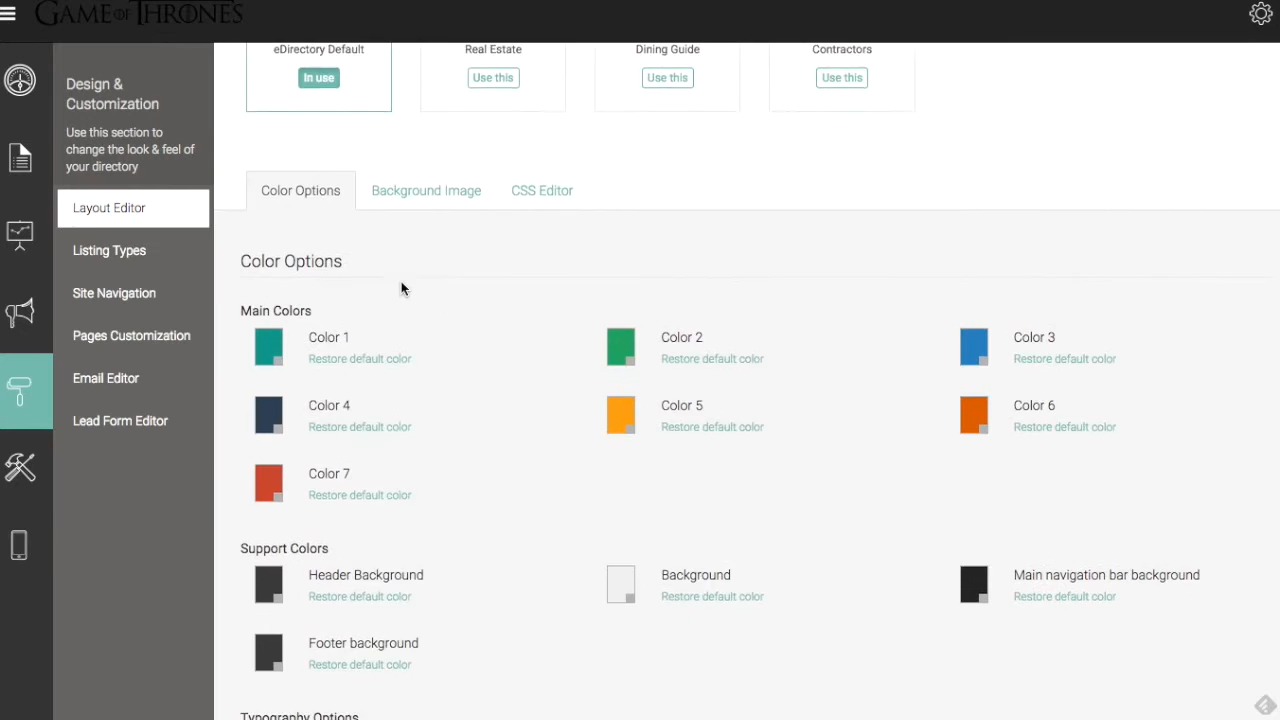 GAME OF THRONES
eDirectory Default
Real Estate
Dining Guide
Contractors
In use
Use this
Use this
Use this
Design &
Customization
Use this section to
change the look & feel of
your directory
Layout Editor
Listing Types
Site Navigation
Pages Customization
Email Editor
Lead Form Editor
Color Options
Background Image
CSS Editor
Color Options
Main Colors
Color 1
Restore default color
Color 2
Restore default color
Color 3
Restore default color
Color 4
Restore default color
Color 5
Restore default color
Color 6
Restore default color
Color 7
Restore default color
Support Colors
Header Background
Restore default color
Background
Restore default color
Main navigation bar background
Restore default color
Footer background
Restore default color
Typography Options